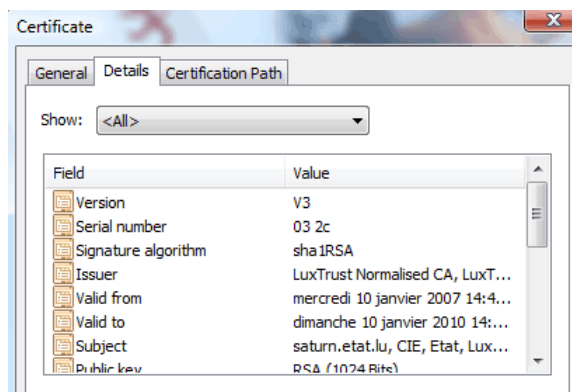 Certificate
General Details Certification Path
Show: <All>
Field Value
Version V3
Serial number 03 2c
Signature algorithm sha1RSA
Issuer LuxTrust Normalised CA, LuxT...
Valid from mercredi 10 janvier 2007 14:4...
Valid to dimanche 10 janvier 2010 14:...
Subject saturn.etat.lu, CIE, Etat, Lux...
Public key RSA (1024 Bits)